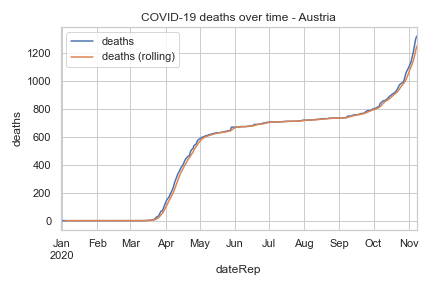 COVID-19 deaths over time - Austria
deaths
deaths (rolling)
deaths
1200
1000
800
600
400
200
0
Jan Feb Mar Apr May Jun Jul Aug Sep Oct Nov
2020
dateRep